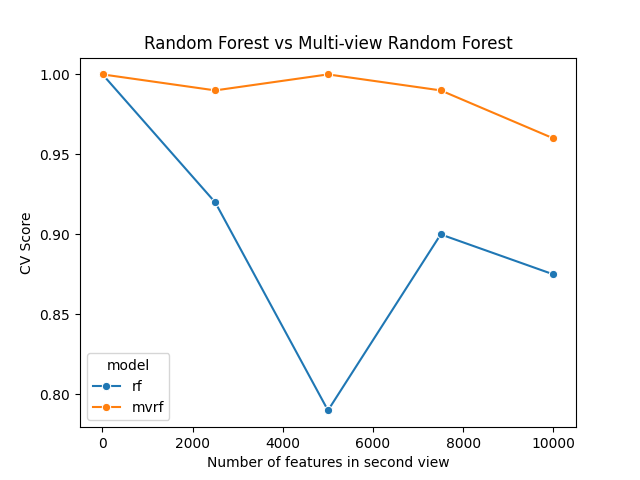 Random Forest vs Multi-view Random Forest
CV Score
1.00
0.95
0.90
0.85
0.80
model
rf
mvrf
0
2000
4000
6000
8000
10000
Number of features in second view